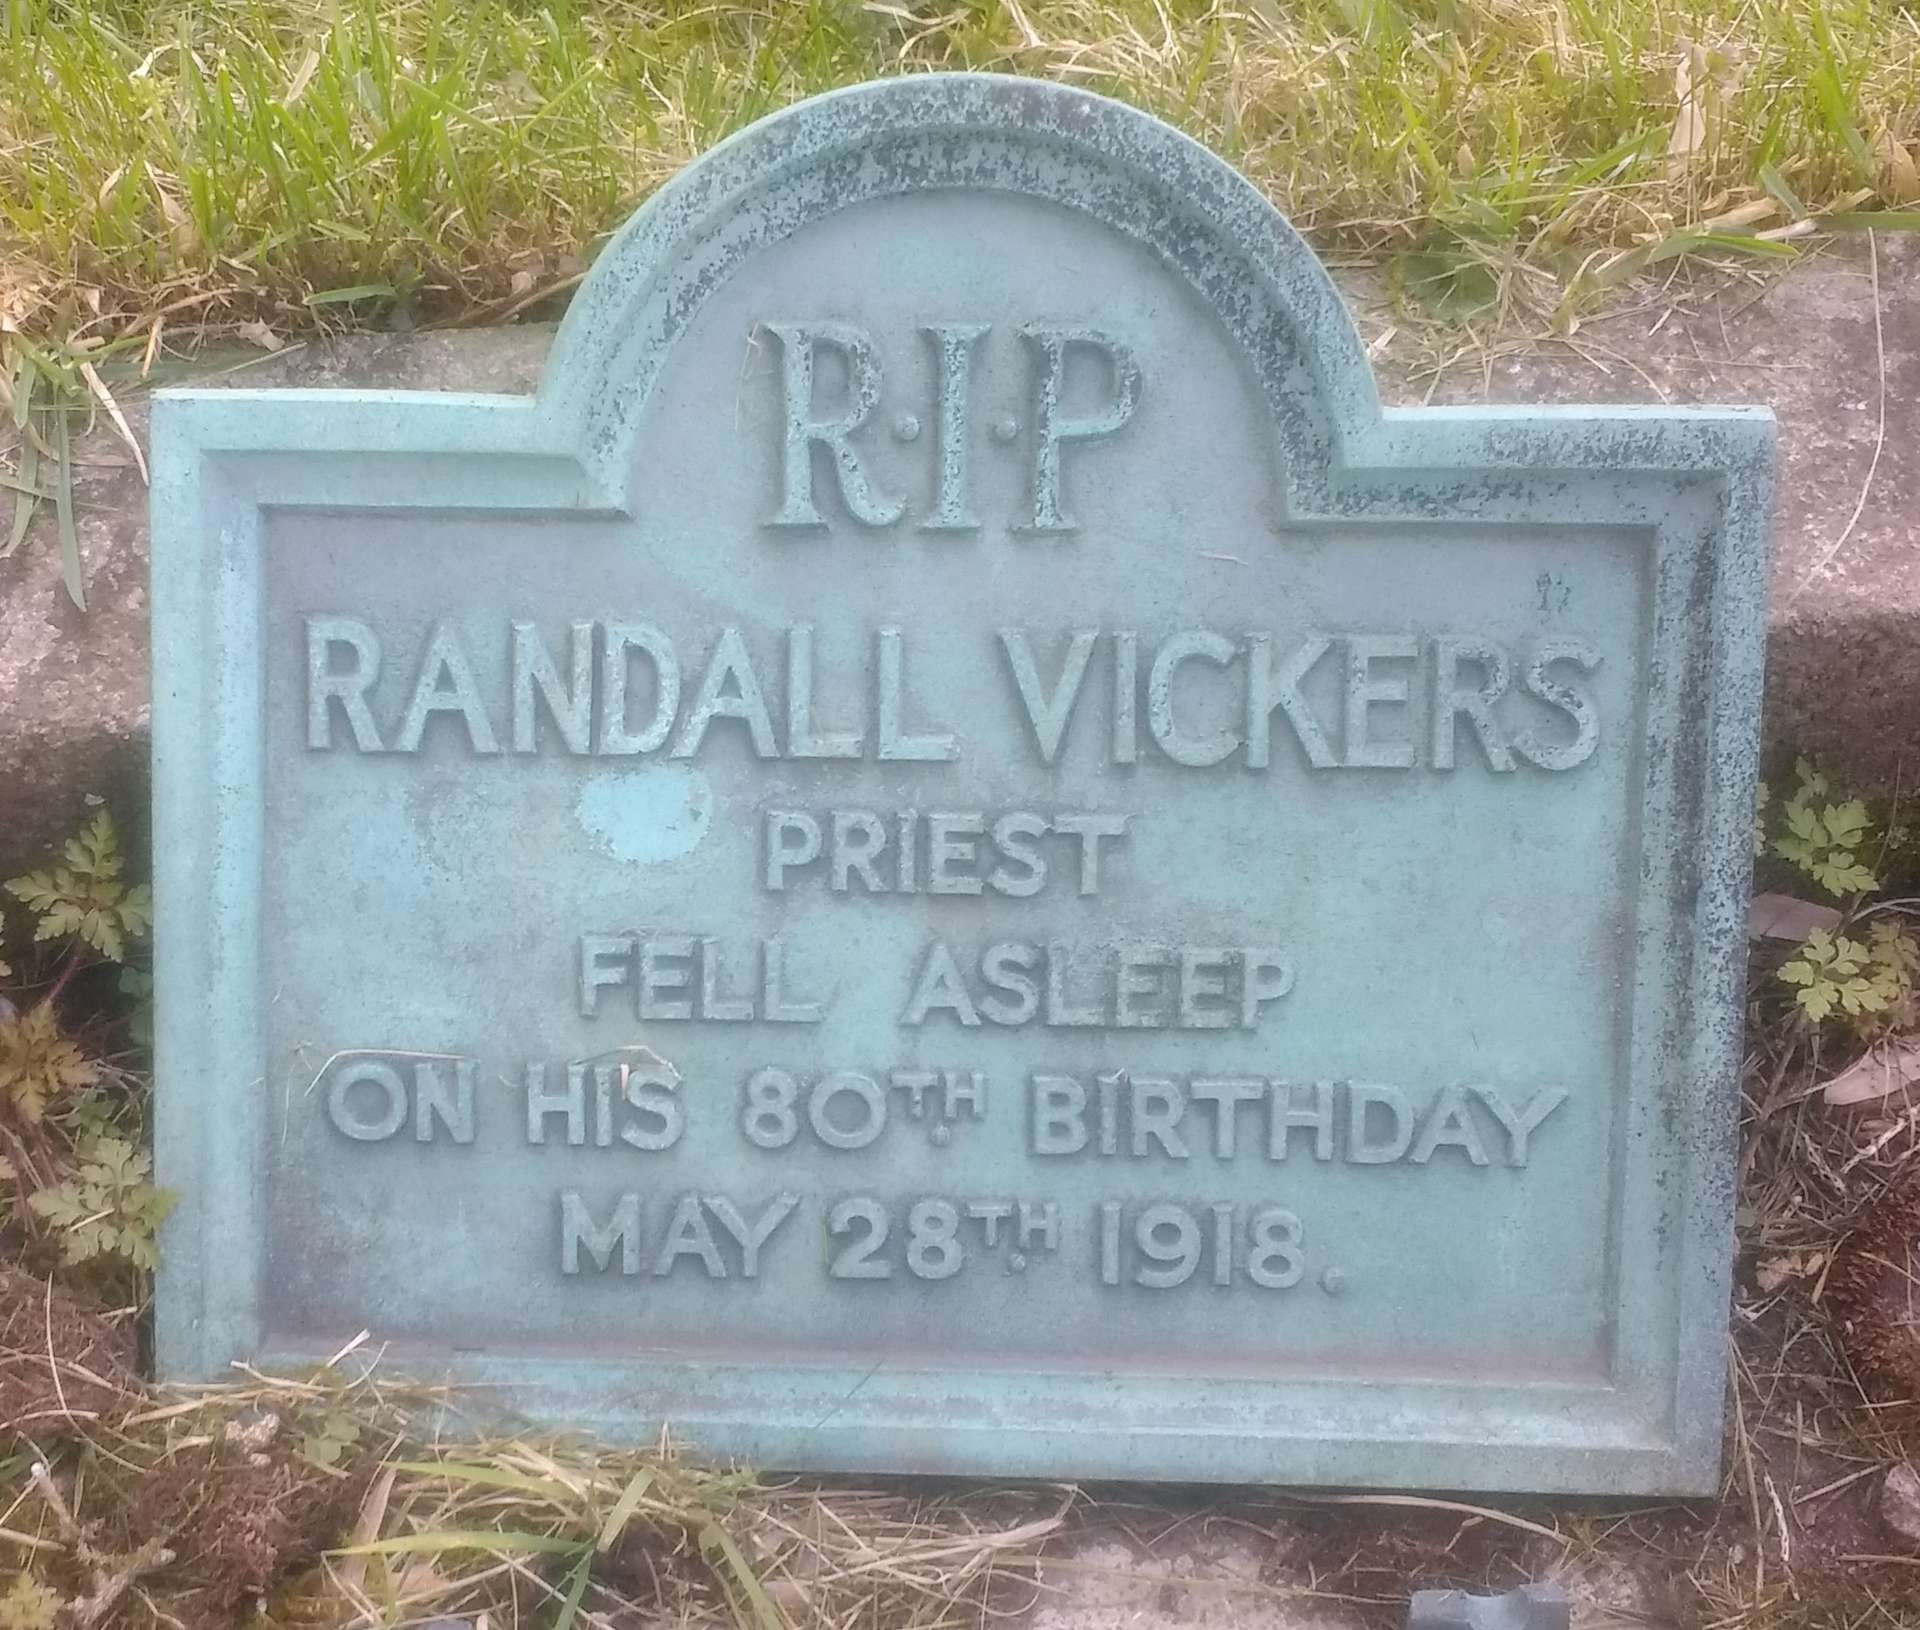 R·I·P
RANDALL VICKERS
PRIEST
FELL ASLEEP
ON HIS 80TH BIRTHDAY
MAY 28TH 1918.